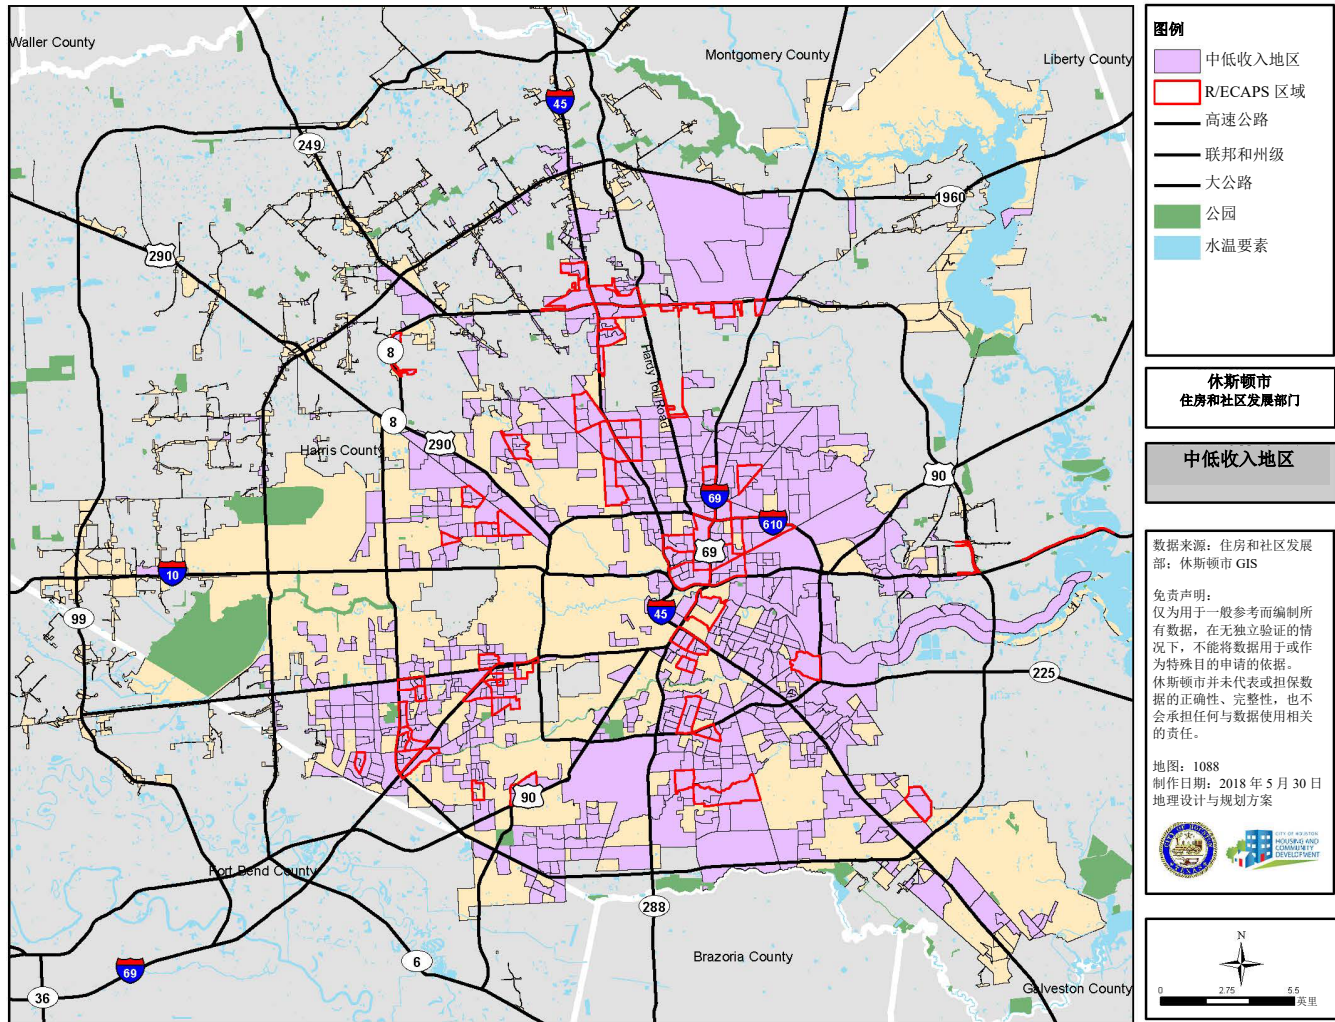 Waller County
Montgomery County
Liberty County
45
249
1960
290
8
Hardy Toll Road
8
290
Harris County
90
69
610
69
10
45
99
225
90
Fort Bend County
288
Brazoria County
6
69
36
Galveston County
图例
中低收入地区
R/ECAPS 区域
高速公路
联邦和州级
大公路
公园
水温要素
休斯顿市
住房和社区发展部门
中低收入地区
数据来源：住房和社区发展
部；休斯顿市 GIS
免责声明：
仅为用于一般参考而编制所
有数据，在无独立验证的情
况下，不能将数据用于或作
为特殊目的申请的依据。
休斯顿市并未代表或担保数
据的正确性、完整性，也不
会承担任何与数据使用相关
的责任。
地图：1088
制作日期：2018 年 5 月 30 日
地理设计与规划方案
CITY OF HOUSTON
HOUSING AND
COMMUNITY
DEVELOPMENT
N
0 2.75 5.5
英里